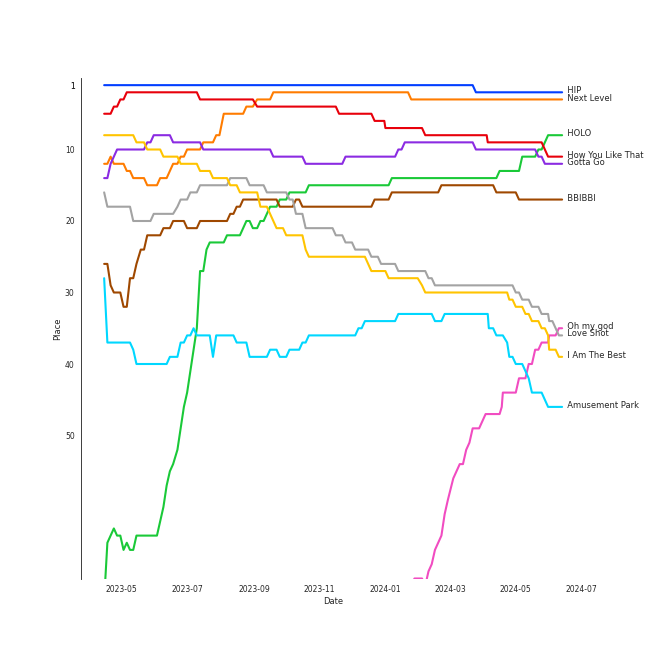 1
10
20
30
40
50
Place
HIP
Next Level
HOLO
How You Like That
Gotta Go
BBIBBI
Oh my god
Love Shot
I Am The Best
Amusement Park
2023-05
2023-07
2023-09
2023-11
2024-01
2024-03
2024-05
2024-07
Date